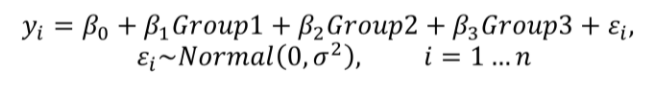 yᵢ = β₀ + β₁Group1 + β₂Group2 + β₃Group3 + εᵢ,
εᵢ~Normal(0, σ²), i = 1 … n